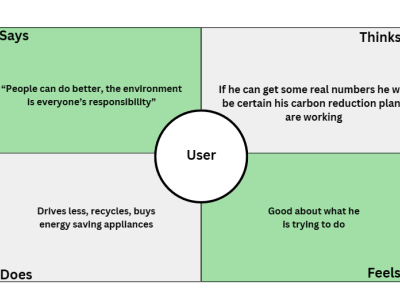 Says
Thinks
“People can do better, the environment
is everyone’s responsibility”
If he can get some real numbers he
be certain his carbon reduction plan
are working
User
Drives less, recycles, buys
energy saving appliances
Good about what he
is trying to do
Does
Feels